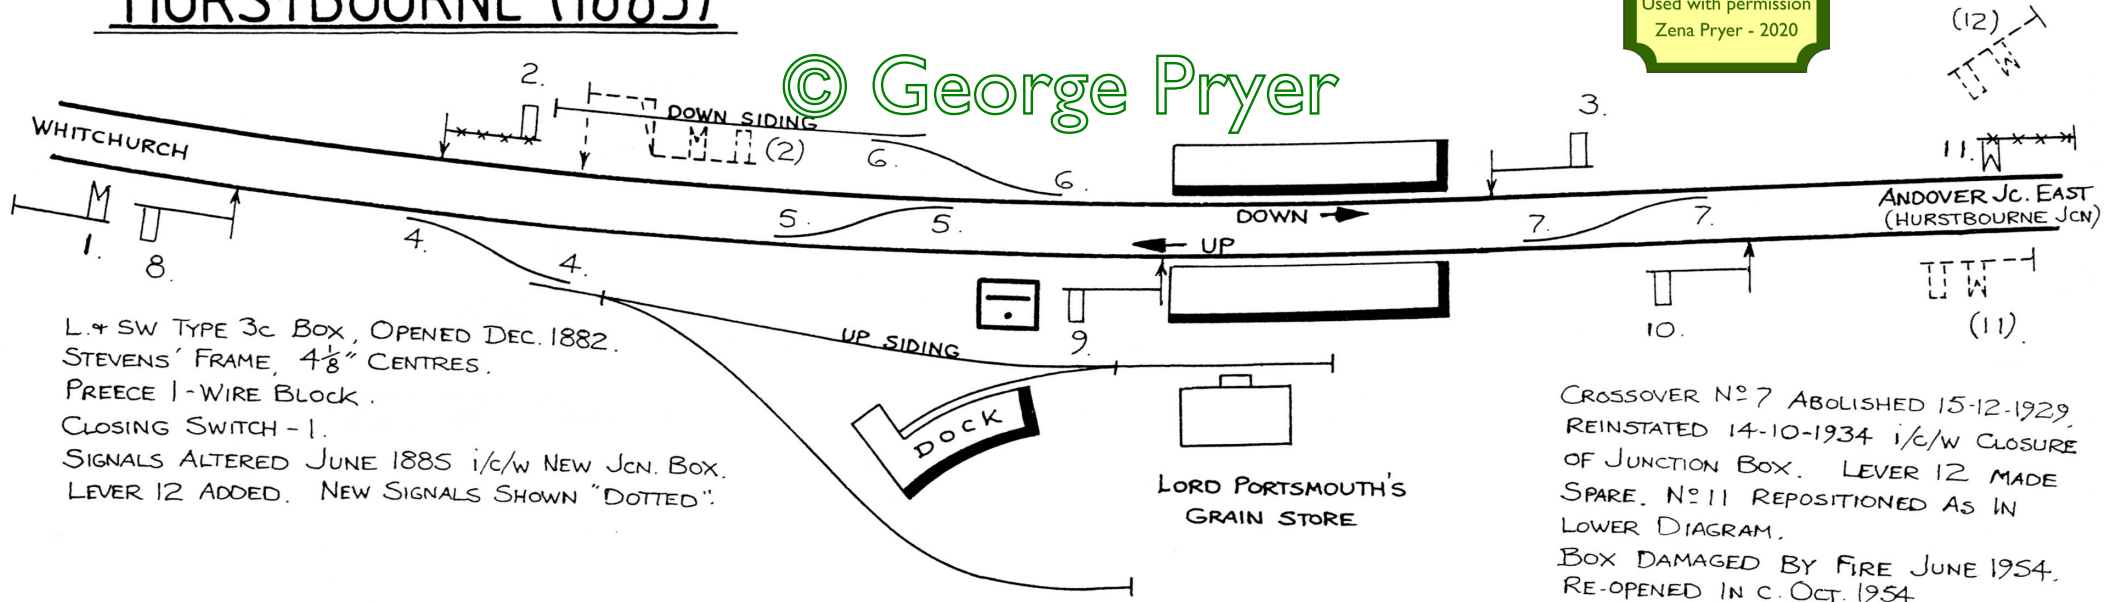 HURSTBOURNE (1885)
Used with permission
Zena Pryer - 2020
© George Pryer
(12)
2.
DOWN SIDING
(2)
6.
6.
3.
11.
WHITCHURCH
M
1.
8.
4.
4.
5.
5.
DOWN
UP
7.
7.
ANDOVER JC. EAST
(HURSTBOURNE JCN)
9.
10.
(11)
UP SIDING
DOCK
LORD PORTSMOUTH'S
GRAIN STORE
L.& SW TYPE 3C BOX, OPENED DEC. 1882.
STEVENS' FRAME, 4⅛" CENTRES.
PREECE 1-WIRE BLOCK.
CLOSING SWITCH - 1.
SIGNALS ALTERED JUNE 1885 i/c/w NEW JCN. BOX.
LEVER 12 ADDED. NEW SIGNALS SHOWN "DOTTED".
CROSSOVER Nº 7 ABOLISHED 15-12-1929.
REINSTATED 14-10-1934 i/c/w CLOSURE
OF JUNCTION BOX. LEVER 12 MADE
SPARE. Nº 11 REPOSITIONED AS IN
LOWER DIAGRAM.
BOX DAMAGED BY FIRE JUNE 1954.
RE-OPENED IN C. OCT. 1954